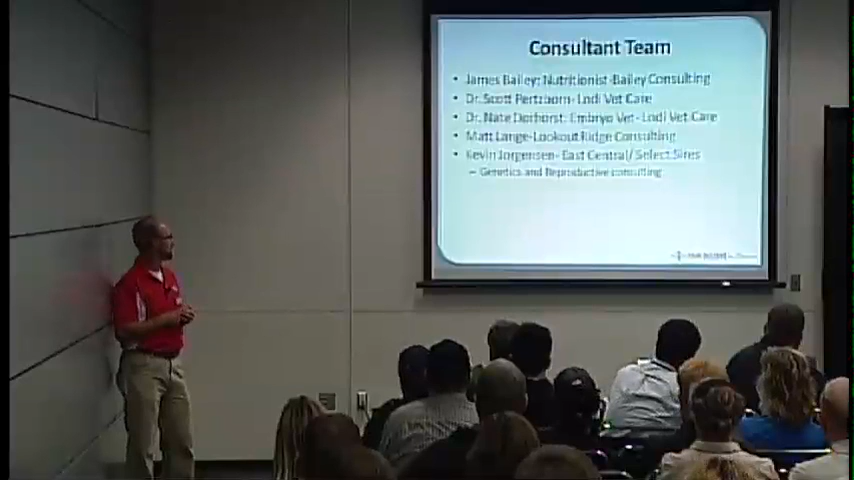 Consultant Team
• James Bailey: Nutritionist-Bailey Consulting
• Dr. Scott Pertzborn- Lodi Vet Care
• Dr. Nate Dorhorst: Embryo Vet- Lodi Vet Care
• Matt Lange-Lookout Ridge Consulting
• Kevin Jorgensen- East Central/ Select Sires
– Genetics and Reproductive consulting